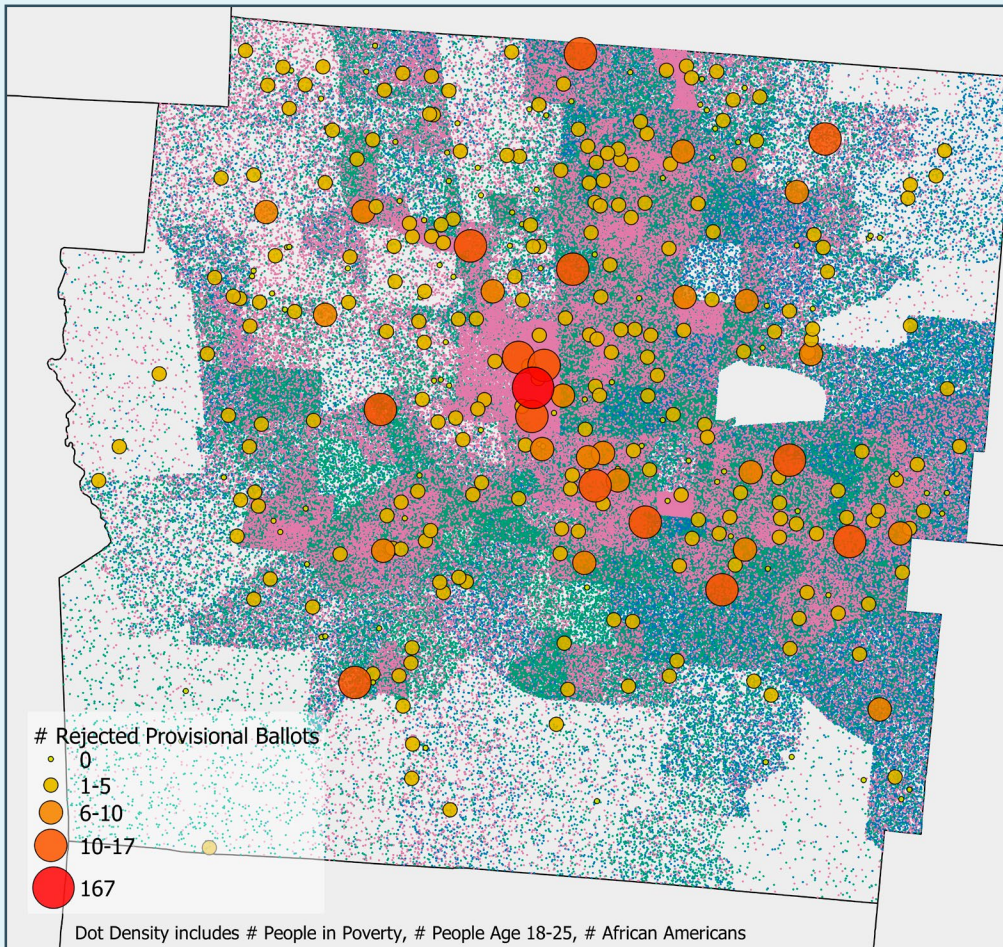 # Rejected Provisional Ballots
0
1-5
6-10
10-17
167
Dot Density includes # People in Poverty, # People Age 18-25, # African Americans